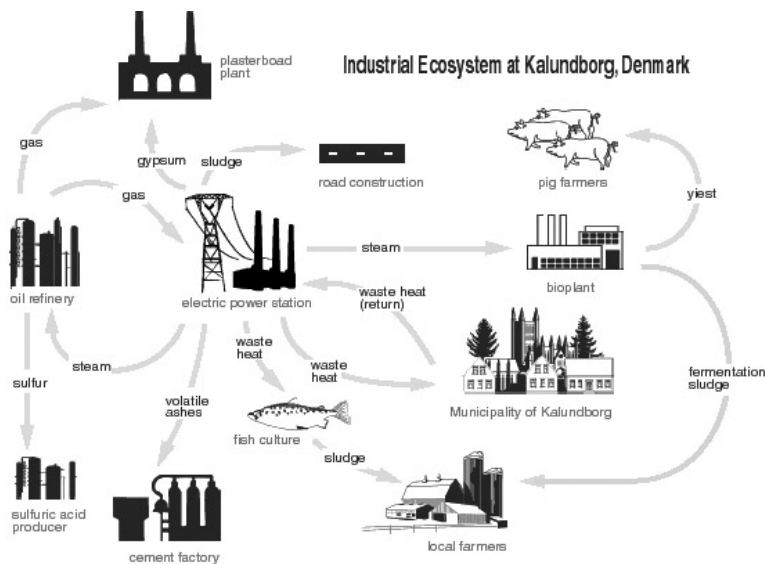 plasterboad
plant
Industrial Ecosystem at Kalundborg, Denmark
gas
gypsum
sludge
road construction
pig farmers
gas
yiest
oil refinery
electric power station
steam
bioplant
waste heat
(return)
steam
waste
heat
waste
heat
sulfur
volatile
ashes
Municipality of Kalundborg
fermentation
sludge
fish culture
sludge
sulfuric acid
producer
cement factory
local farmers